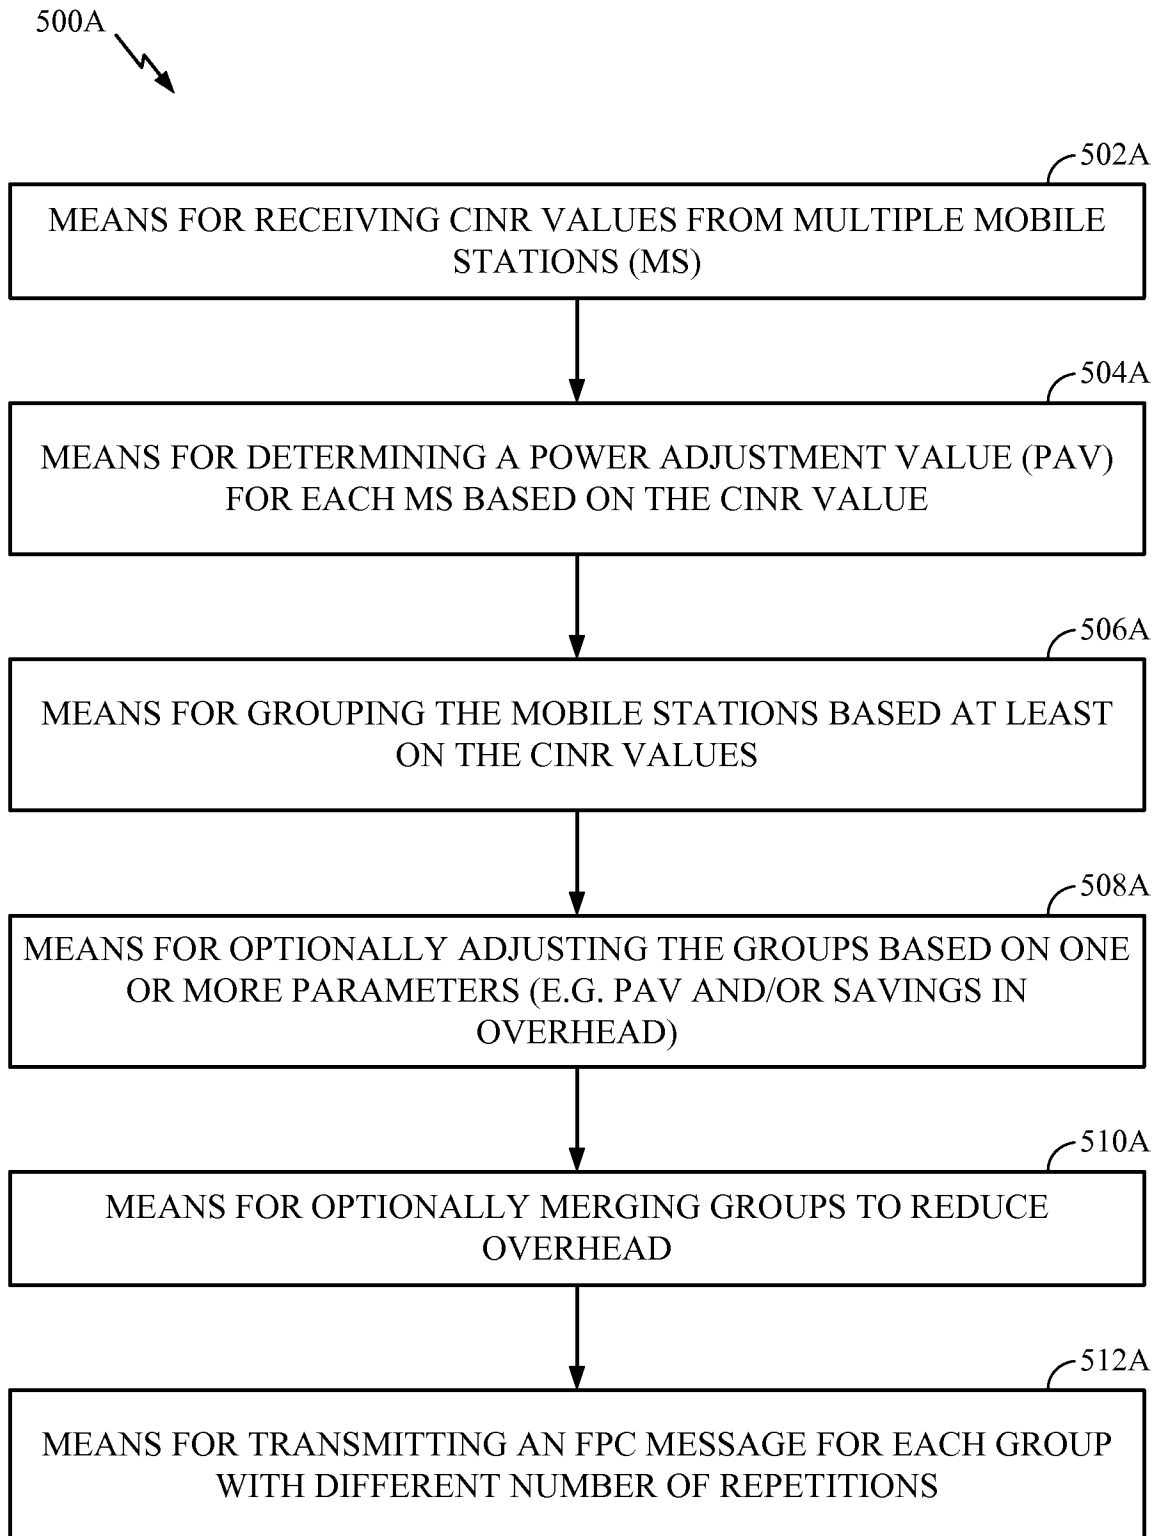 500A
502A
MEANS FOR RECEIVING CINR VALUES FROM MULTIPLE MOBILE
STATIONS (MS)
504A
MEANS FOR DETERMINING A POWER ADJUSTMENT VALUE (PAV)
FOR EACH MS BASED ON THE CINR VALUE
506A
MEANS FOR GROUPING THE MOBILE STATIONS BASED AT LEAST
ON THE CINR VALUES
508A
MEANS FOR OPTIONALLY ADJUSTING THE GROUPS BASED ON ONE
OR MORE PARAMETERS (E.G. PAV AND/OR SAVINGS IN
OVERHEAD)
510A
MEANS FOR OPTIONALLY MERGING GROUPS TO REDUCE
OVERHEAD
512A
MEANS FOR TRANSMITTING AN FPC MESSAGE FOR EACH GROUP
WITH DIFFERENT NUMBER OF REPETITIONS